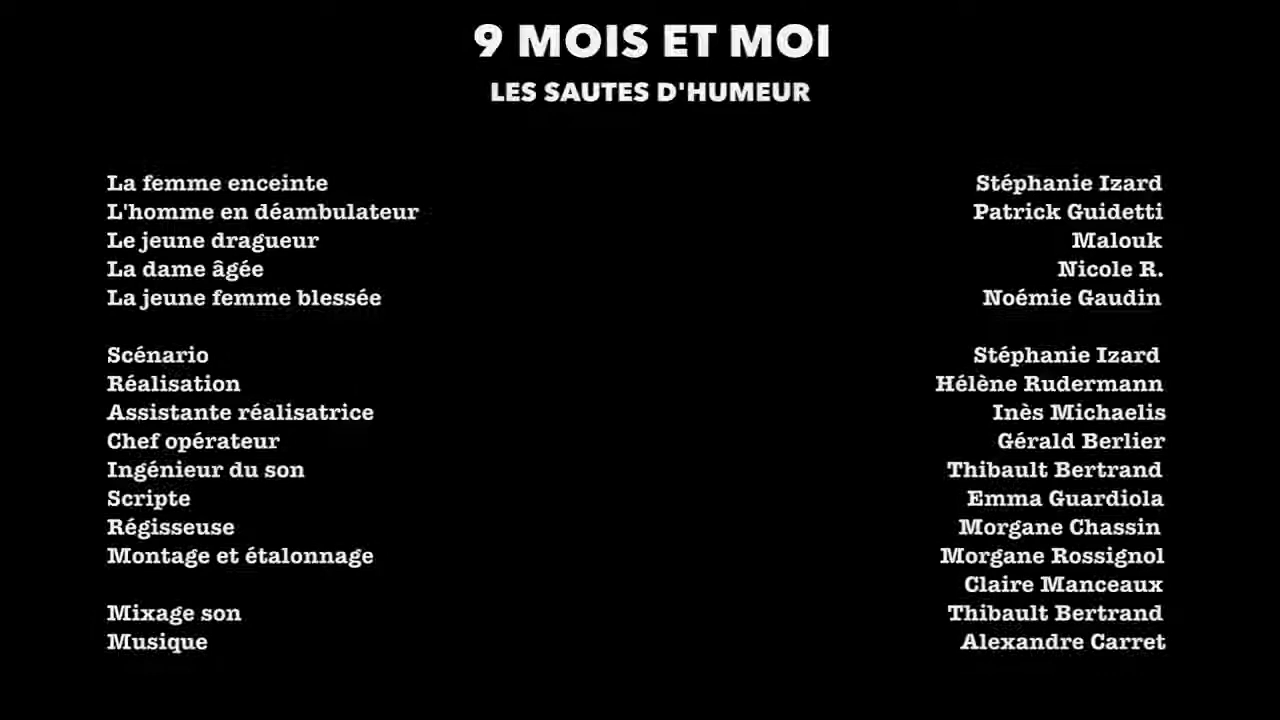 9 MOIS ET MOI
LES SAUTES D'HUMEUR
La femme enceinte Stéphanie Izard
L'homme en déambulateur Patrick Guidetti
Le jeune dragueur Malouk
La dame âgée Nicole R.
La jeune femme blessée Noémie Gaudin
Scénario Stéphanie Izard
Réalisation Hélène Rudermann
Assistante réalisatrice Inès Michaelis
Chef opérateur Gérald Berlier
Ingénieur du son Thibault Bertrand
Scripte Emma Guardiola
Régisseuse Morgane Chassin
Montage et étalonnage Morgane Rossignol
Claire Manceaux
Mixage son Thibault Bertrand
Musique Alexandre Carret